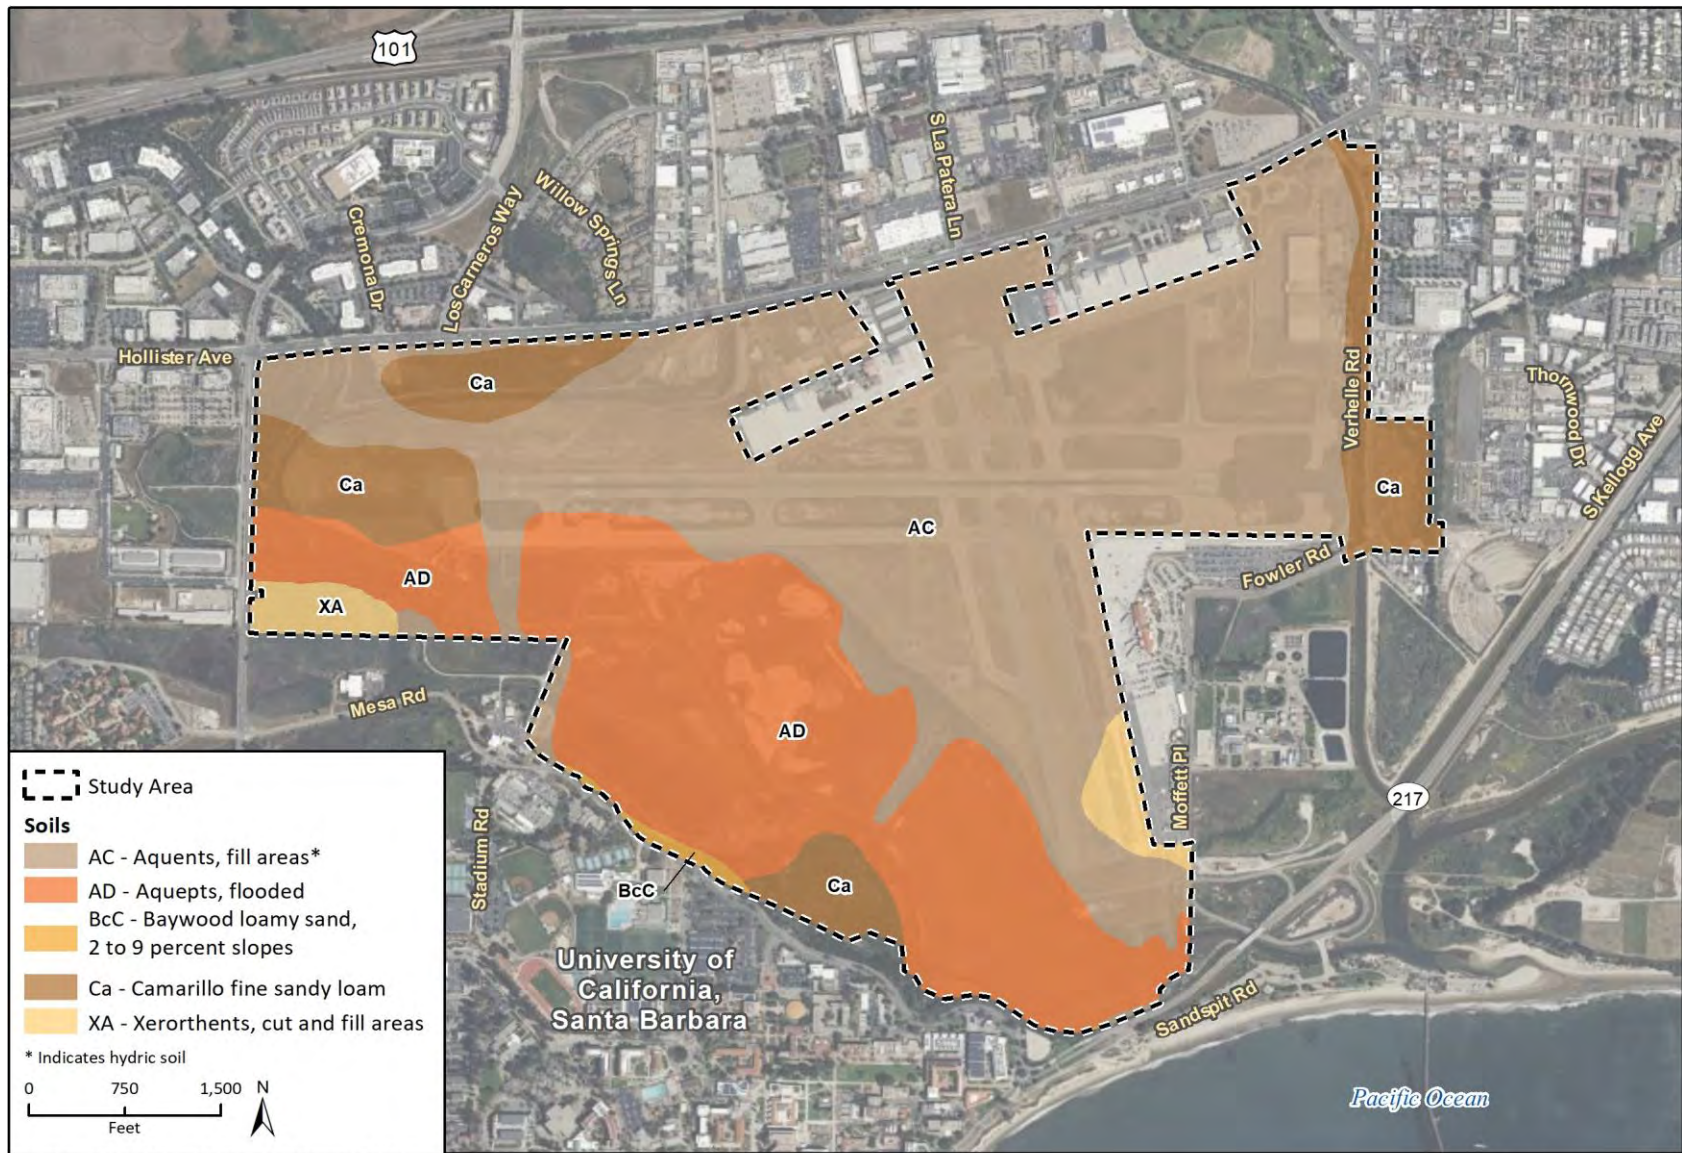 101
S La Patera Ln
Willow Springs Ln
Los Carneros Way
Cremona Dr
Hollister Ave
Ca
Verhelle Rd
Thornwood Dr
S Kellogg Ave
Ca
Ca
AC
AD
XA
Fowler Rd
Mesa Rd
AD
Moffett Pl
217
Stadium Rd
BcC
Ca
University of
California,
Santa Barbara
Sandspit Rd
Pacific Ocean
Study Area
Soils
AC - Aquents, fill areas*
AD - Aquepts, flooded
BcC - Baywood loamy sand,
2 to 9 percent slopes
Ca - Camarillo fine sandy loam
XA - Xerorthents, cut and fill areas
* Indicates hydric soil
0 750 1,500
Feet
N